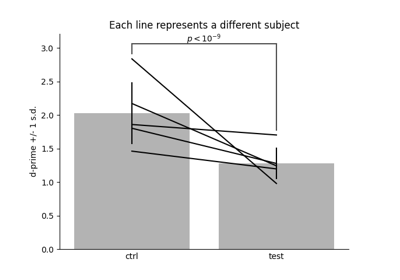 Each line represents a different subject
p < 10⁻⁹
3.0
2.5
2.0
1.5
1.0
0.5
0.0
d-prime +/- 1 s.d.
ctrl
test